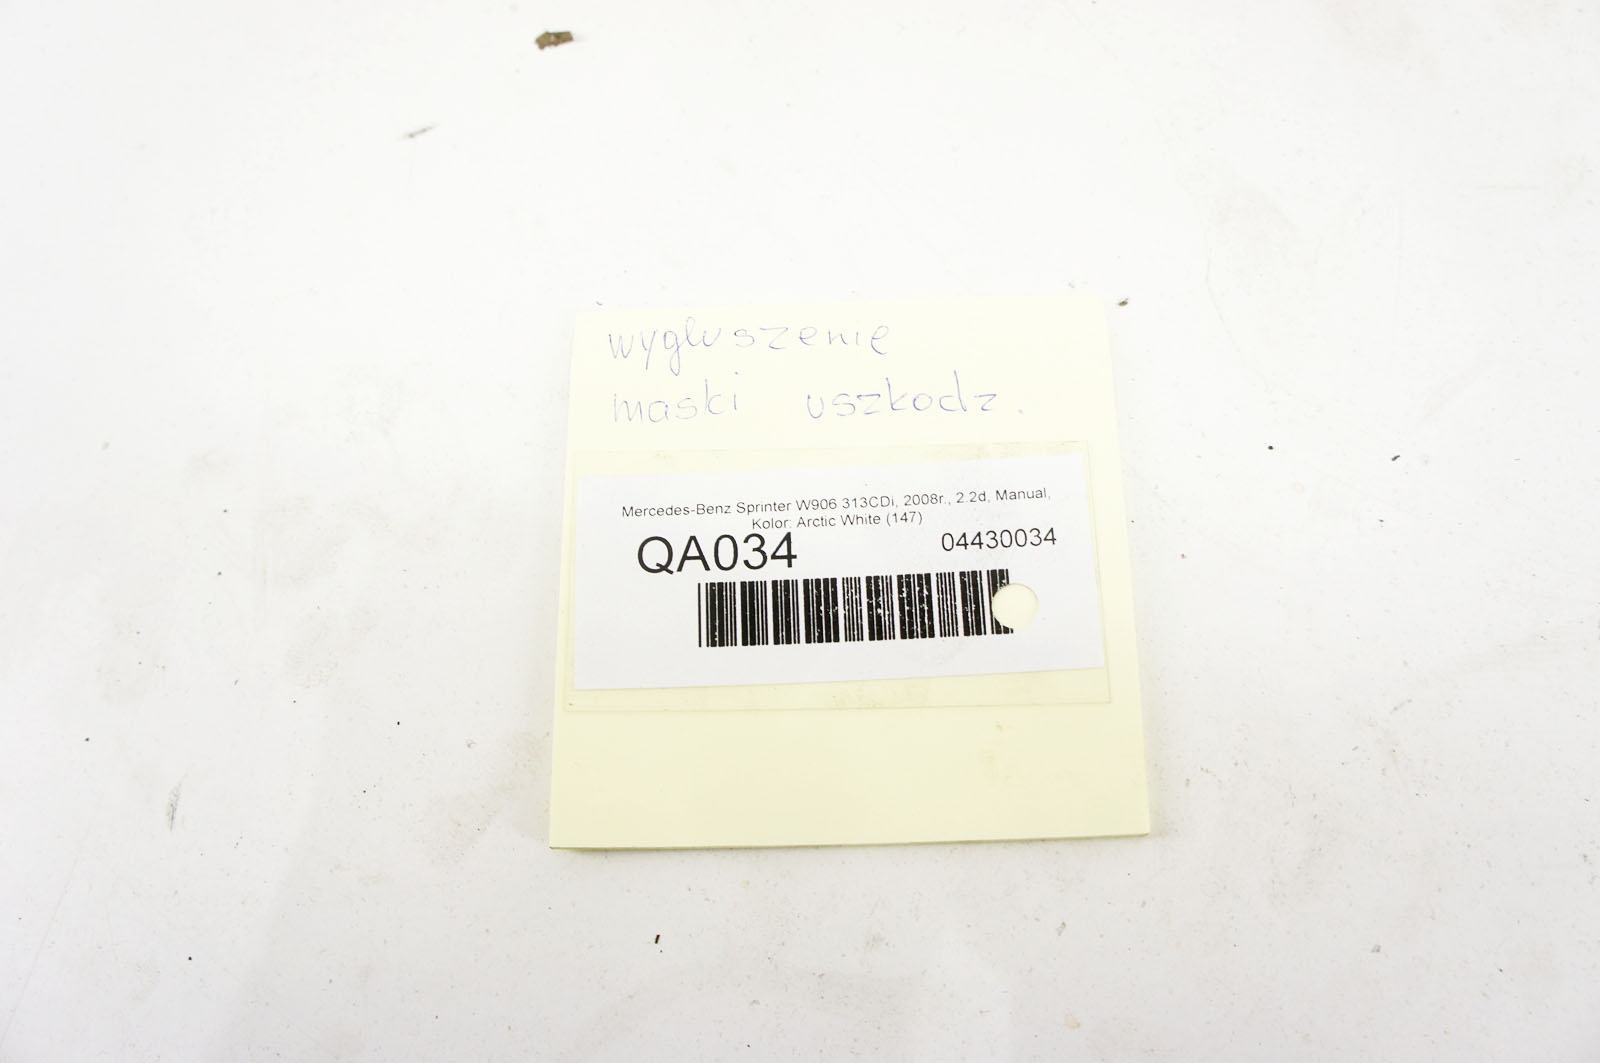 wygłuszenie
maski uszkodz.
Mercedes-Benz Sprinter W906 313CDi, 2008r., 2.2d, Manual,
Kolor: Arctic White (147)
QA034 04430034